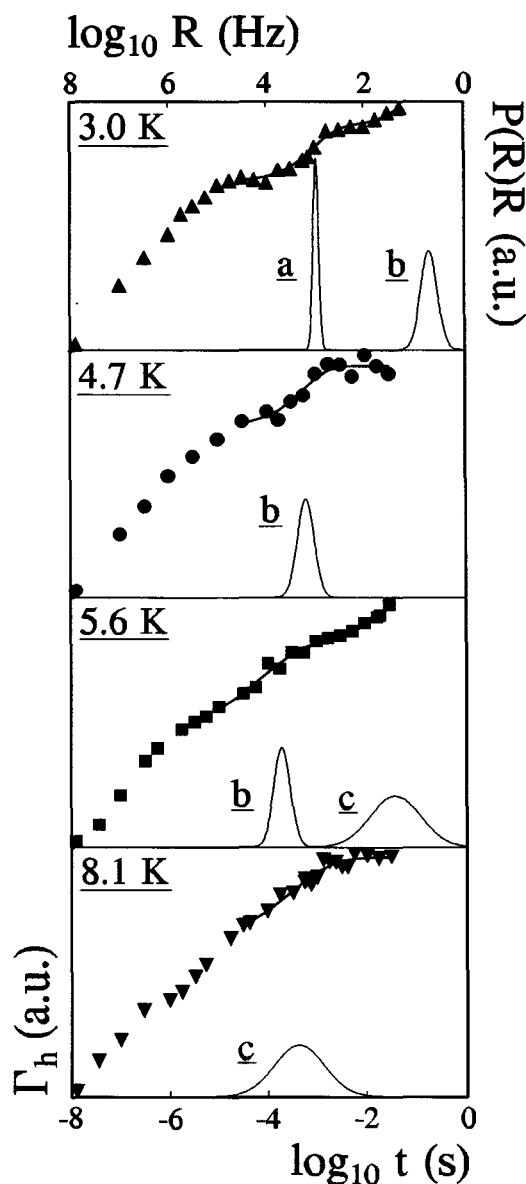 log₁₀ R (Hz)
8 6 4 2 0
3.0 K
a b
P(R)R (a.u.)
4.7 K
b
5.6 K
b c
8.1 K
c
Γₕ (a.u.)
-8 -6 -4 -2 0
log₁₀ t (s)